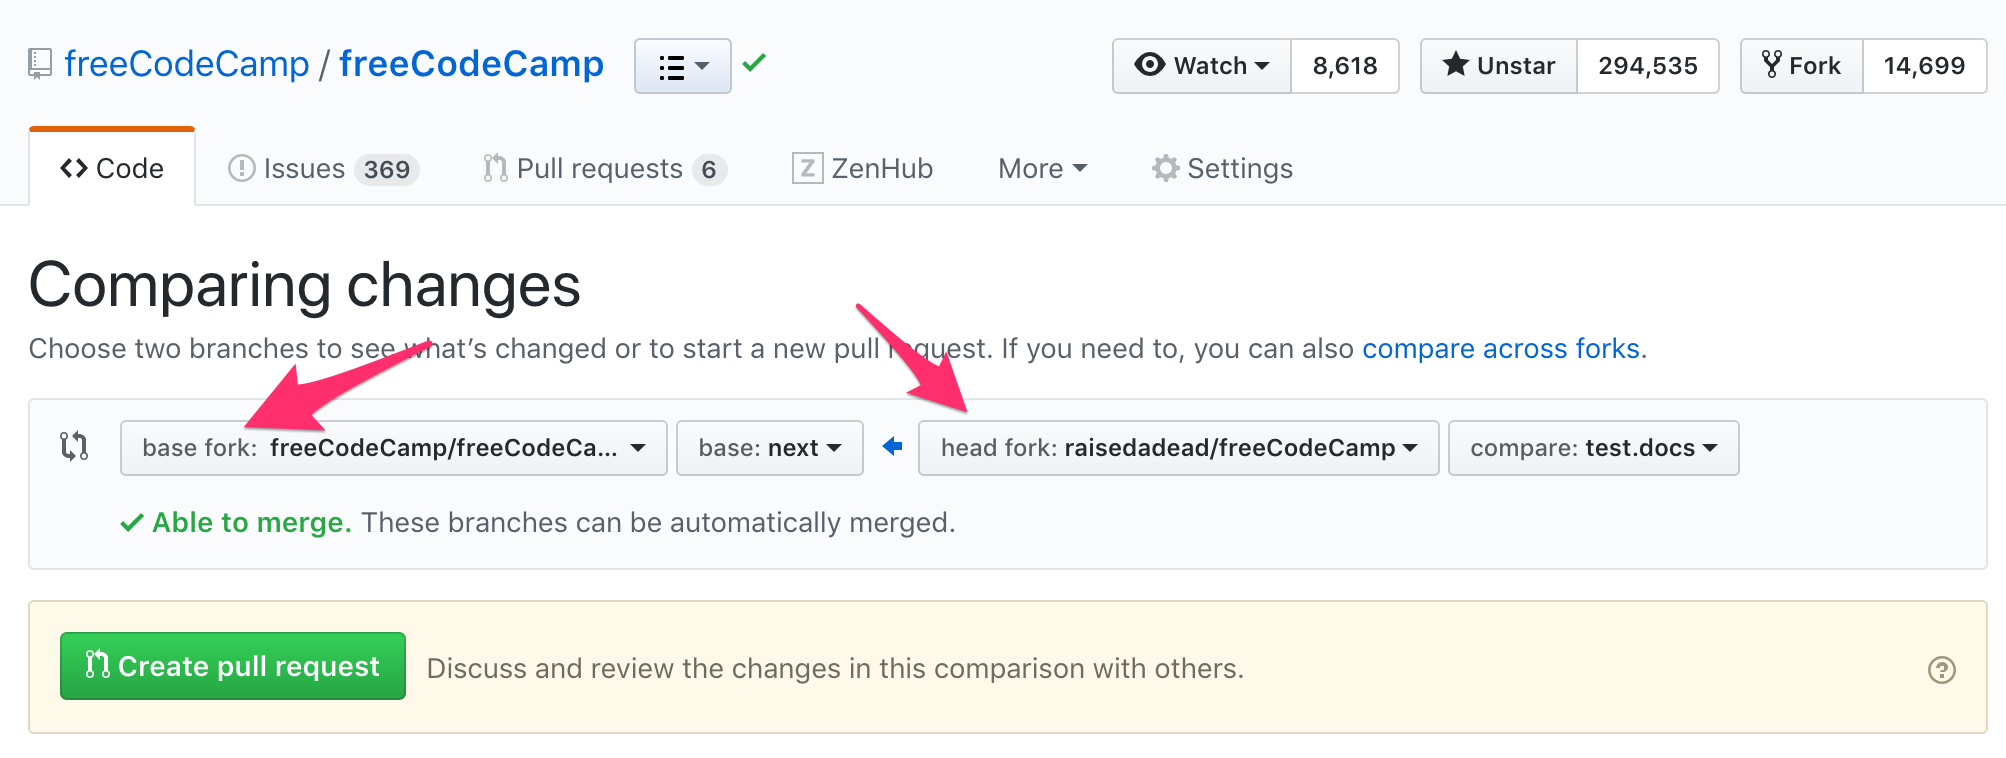 freeCodeCamp / freeCodeCamp
Watch 8,618 Unstar 294,535 Fork 14,699
Code Issues 369 Pull requests 6 Z ZenHub More Settings
Comparing changes
Choose two branches to see what's changed or to start a new pull request. If you need to, you can also compare across forks.
base fork: freeCodeCamp/freeCodeCa... base: next head fork: raisedadead/freeCodeCamp compare: test.docs
Able to merge. These branches can be automatically merged.
Create pull request Discuss and review the changes in this comparison with others. ?